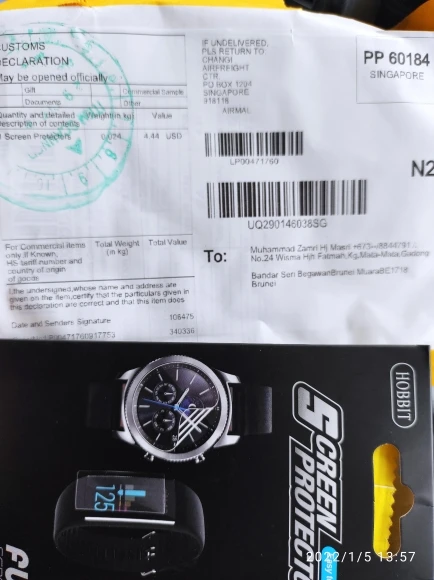 CUSTOMS
DECLARATION
May be opened officially
Gift
Commercial Sample
Documents
Other
Quantity and detailed
Description of contents
Weight(in kg)
Value
Screen Protectors
4.44 USD
IF UNDELIVERED,
PLS RETURN TO
CHANGI
AIRFREIGHT
CTR
PO BOX 1204
SINGAPORE
918118
AIRMAIL
PP 60184
SINGAPORE
LP00471760
N2
UQ290146038SG
For Commercial items
only,If Known,
HS tariff number and
country of origin
of goods
Total Weight
(in kg)
Total Value
I,the undersigned,whose name and address are
given on the item,certify that the particulars given in
this declaration are correct and that this item does
108475
Date and Senders Signature
340336
To:
Muhammad Zamri Hj Masri
No.24 Wisma Hjh Fatimah,Kg.Mata-Mata,Gadong
Bandar Seri BegawanBrunei MuaraBE1718
Brunei
HOBBIT
SCREEN
PROTECTO
125
2022/1/5 13:57